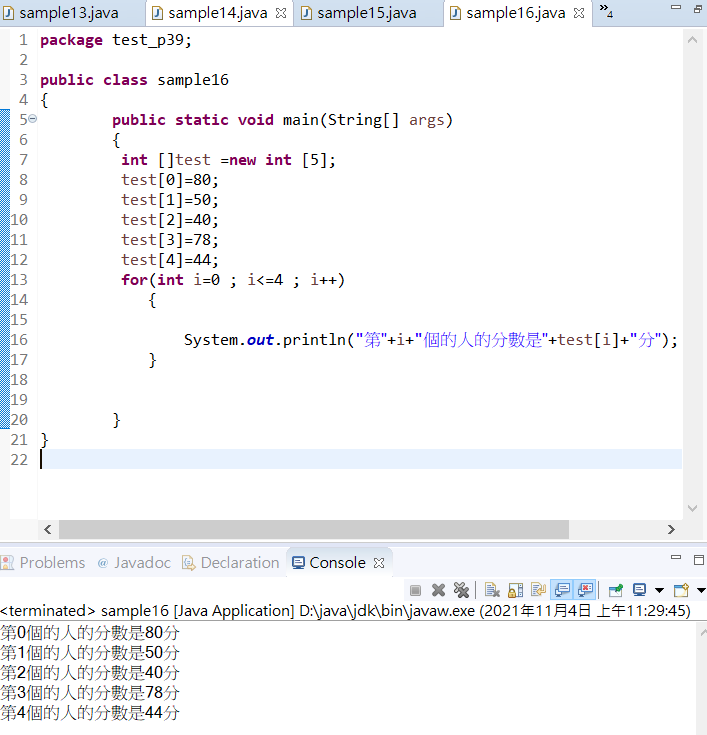 sample13.java sample14.java sample15.java sample16.java »4
1 package test_p39;
2
3 public class sample16
4 {
5 public static void main(String[] args)
6 {
7 int []test =new int [5];
8 test[0]=80;
9 test[1]=50;
10 test[2]=40;
11 test[3]=78;
12 test[4]=44;
13 for(int i=0 ; i<=4 ; i++)
14 {
15
16 System.out.println("第"+i+"個的人的分數是"+test[i]+"分");
17 }
18
19
20 }
21 }
22
Problems @ Javadoc Declaration Console
<terminated> sample16 [Java Application] D:\java\jdk\bin\javaw.exe (2021年11月4日 上午11:29:45)
第0個的人的分數是80分
第1個的人的分數是50分
第2個的人的分數是40分
第3個的人的分數是78分
第4個的人的分數是44分